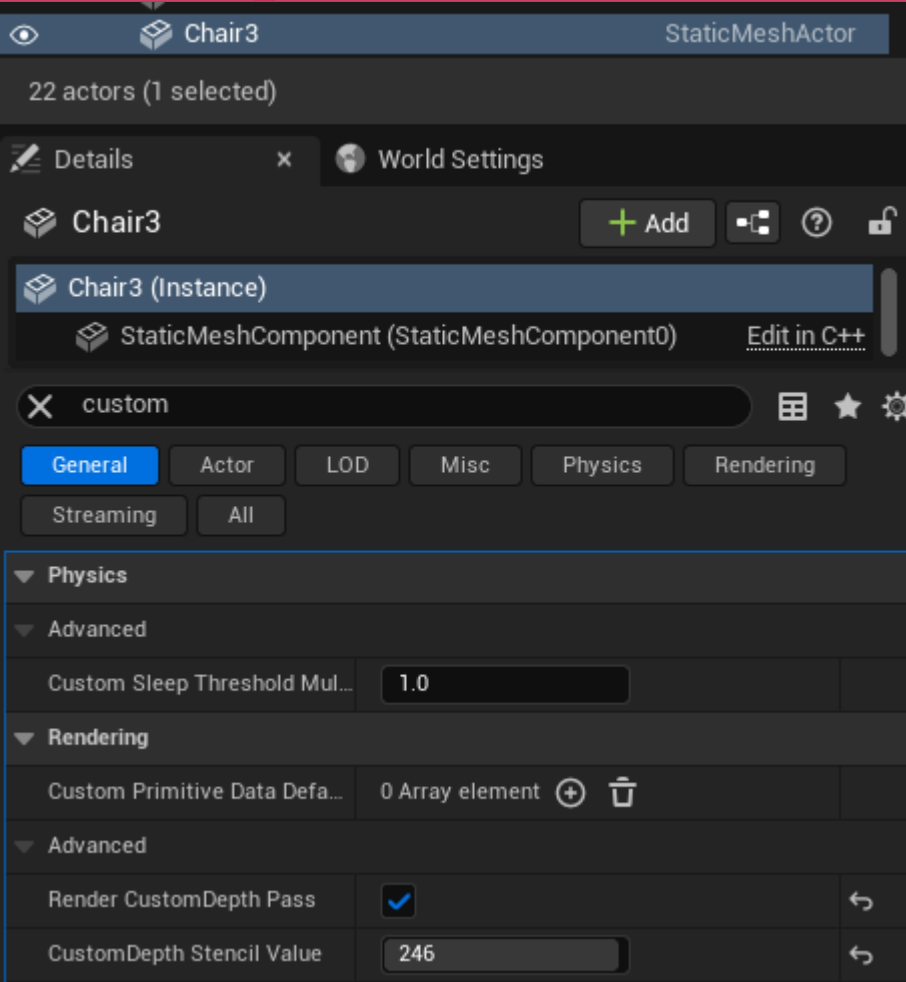 Chair3 StaticMeshActor
22 actors (1 selected)
Details World Settings
Chair3 Add
Chair3 (Instance)
StaticMeshComponent (StaticMeshComponent0) Edit in C++
custom
General Actor LOD Misc Physics Rendering
Streaming All
Physics
Advanced
Custom Sleep Threshold Mul... 1.0
Rendering
Custom Primitive Data Defa... 0 Array element
Advanced
Render CustomDepth Pass
CustomDepth Stencil Value 246